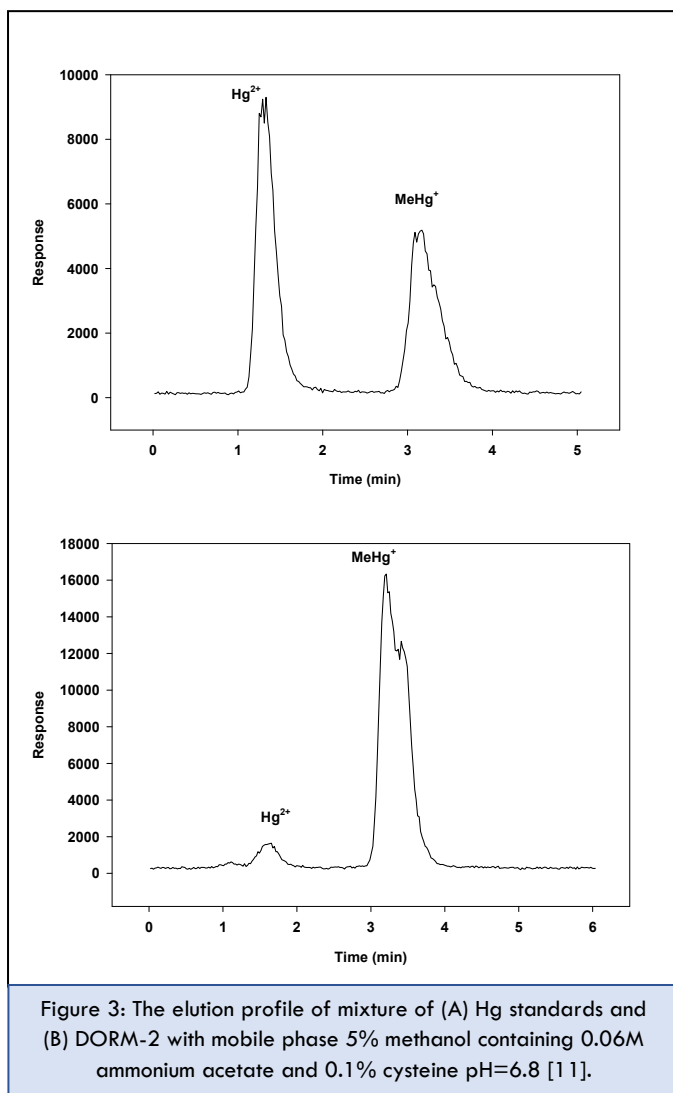 10000
Hg²⁺
8000
MeHg⁺
6000
Response
4000
2000
0
0 1 2 3 4 5
Time (min)
18000
MeHg⁺
16000
14000
12000
10000
Response
8000
6000
4000
Hg²⁺
2000
0
0 1 2 3 4 5 6
Time (min)
Figure 3: The elution profile of mixture of (A) Hg standards and
(B) DORM-2 with mobile phase 5% methanol containing 0.06M
ammonium acetate and 0.1% cysteine pH=6.8 [11].